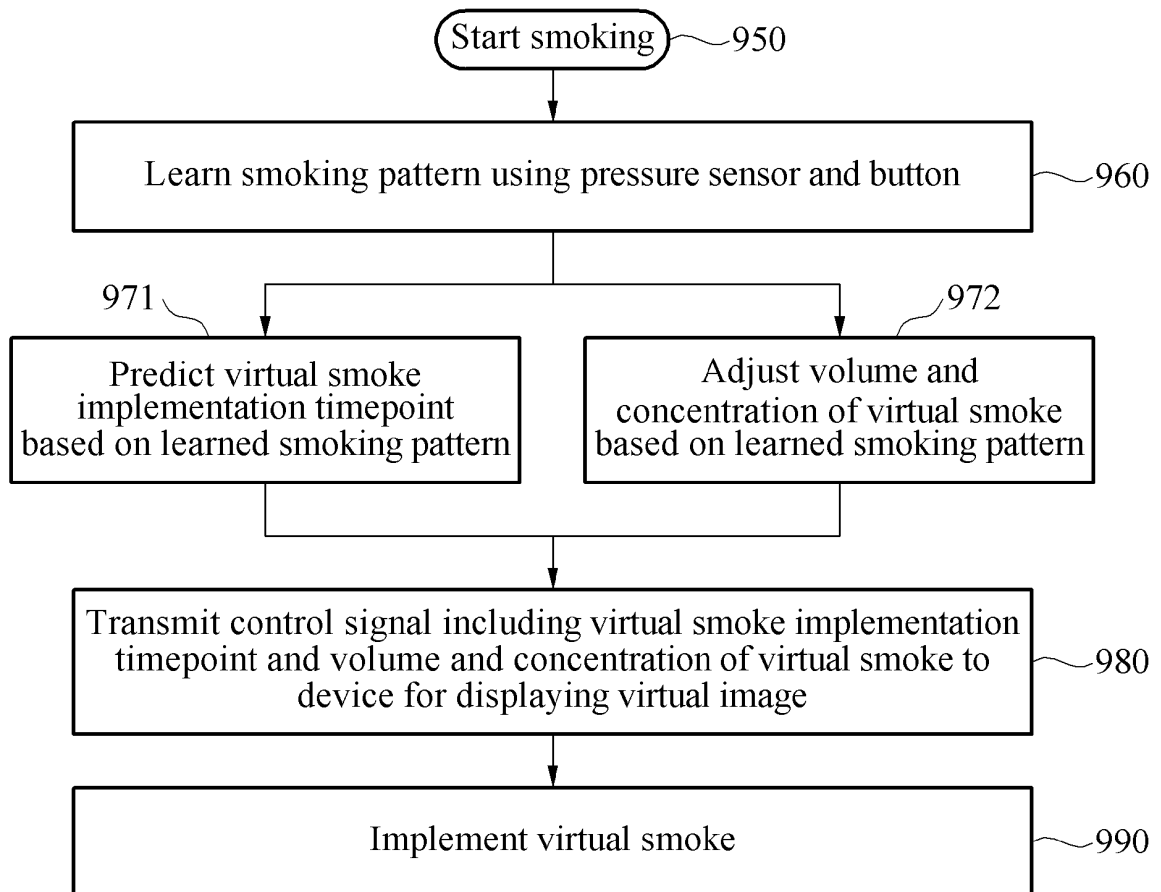 Start smoking
950
Learn smoking pattern using pressure sensor and button
960
971
972
Predict virtual smoke
implementation timepoint
based on learned smoking pattern
Adjust volume and
concentration of virtual smoke
based on learned smoking pattern
Transmit control signal including virtual smoke implementation
timepoint and volume and concentration of virtual smoke to
device for displaying virtual image
980
Implement virtual smoke
990